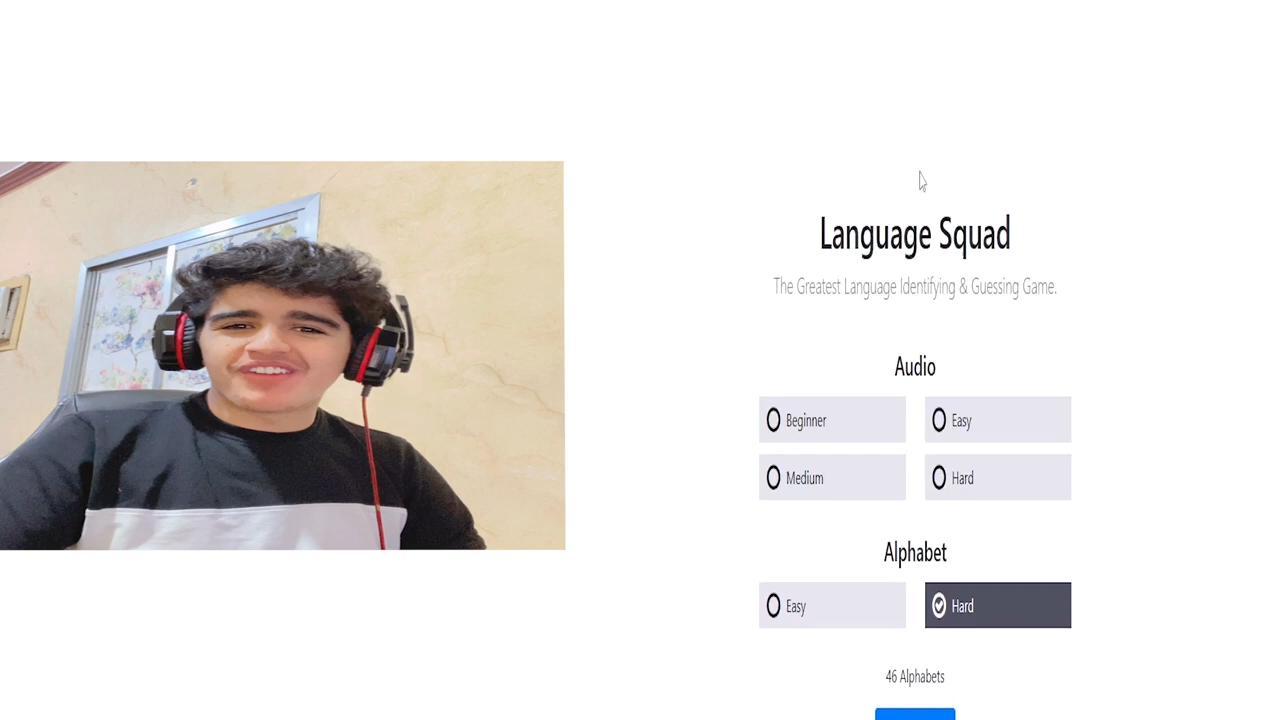 Language Squad
The Greatest Language Identifying & Guessing Game.
Audio
Beginner
Easy
Medium
Hard
Alphabet
Easy
Hard
46 Alphabets